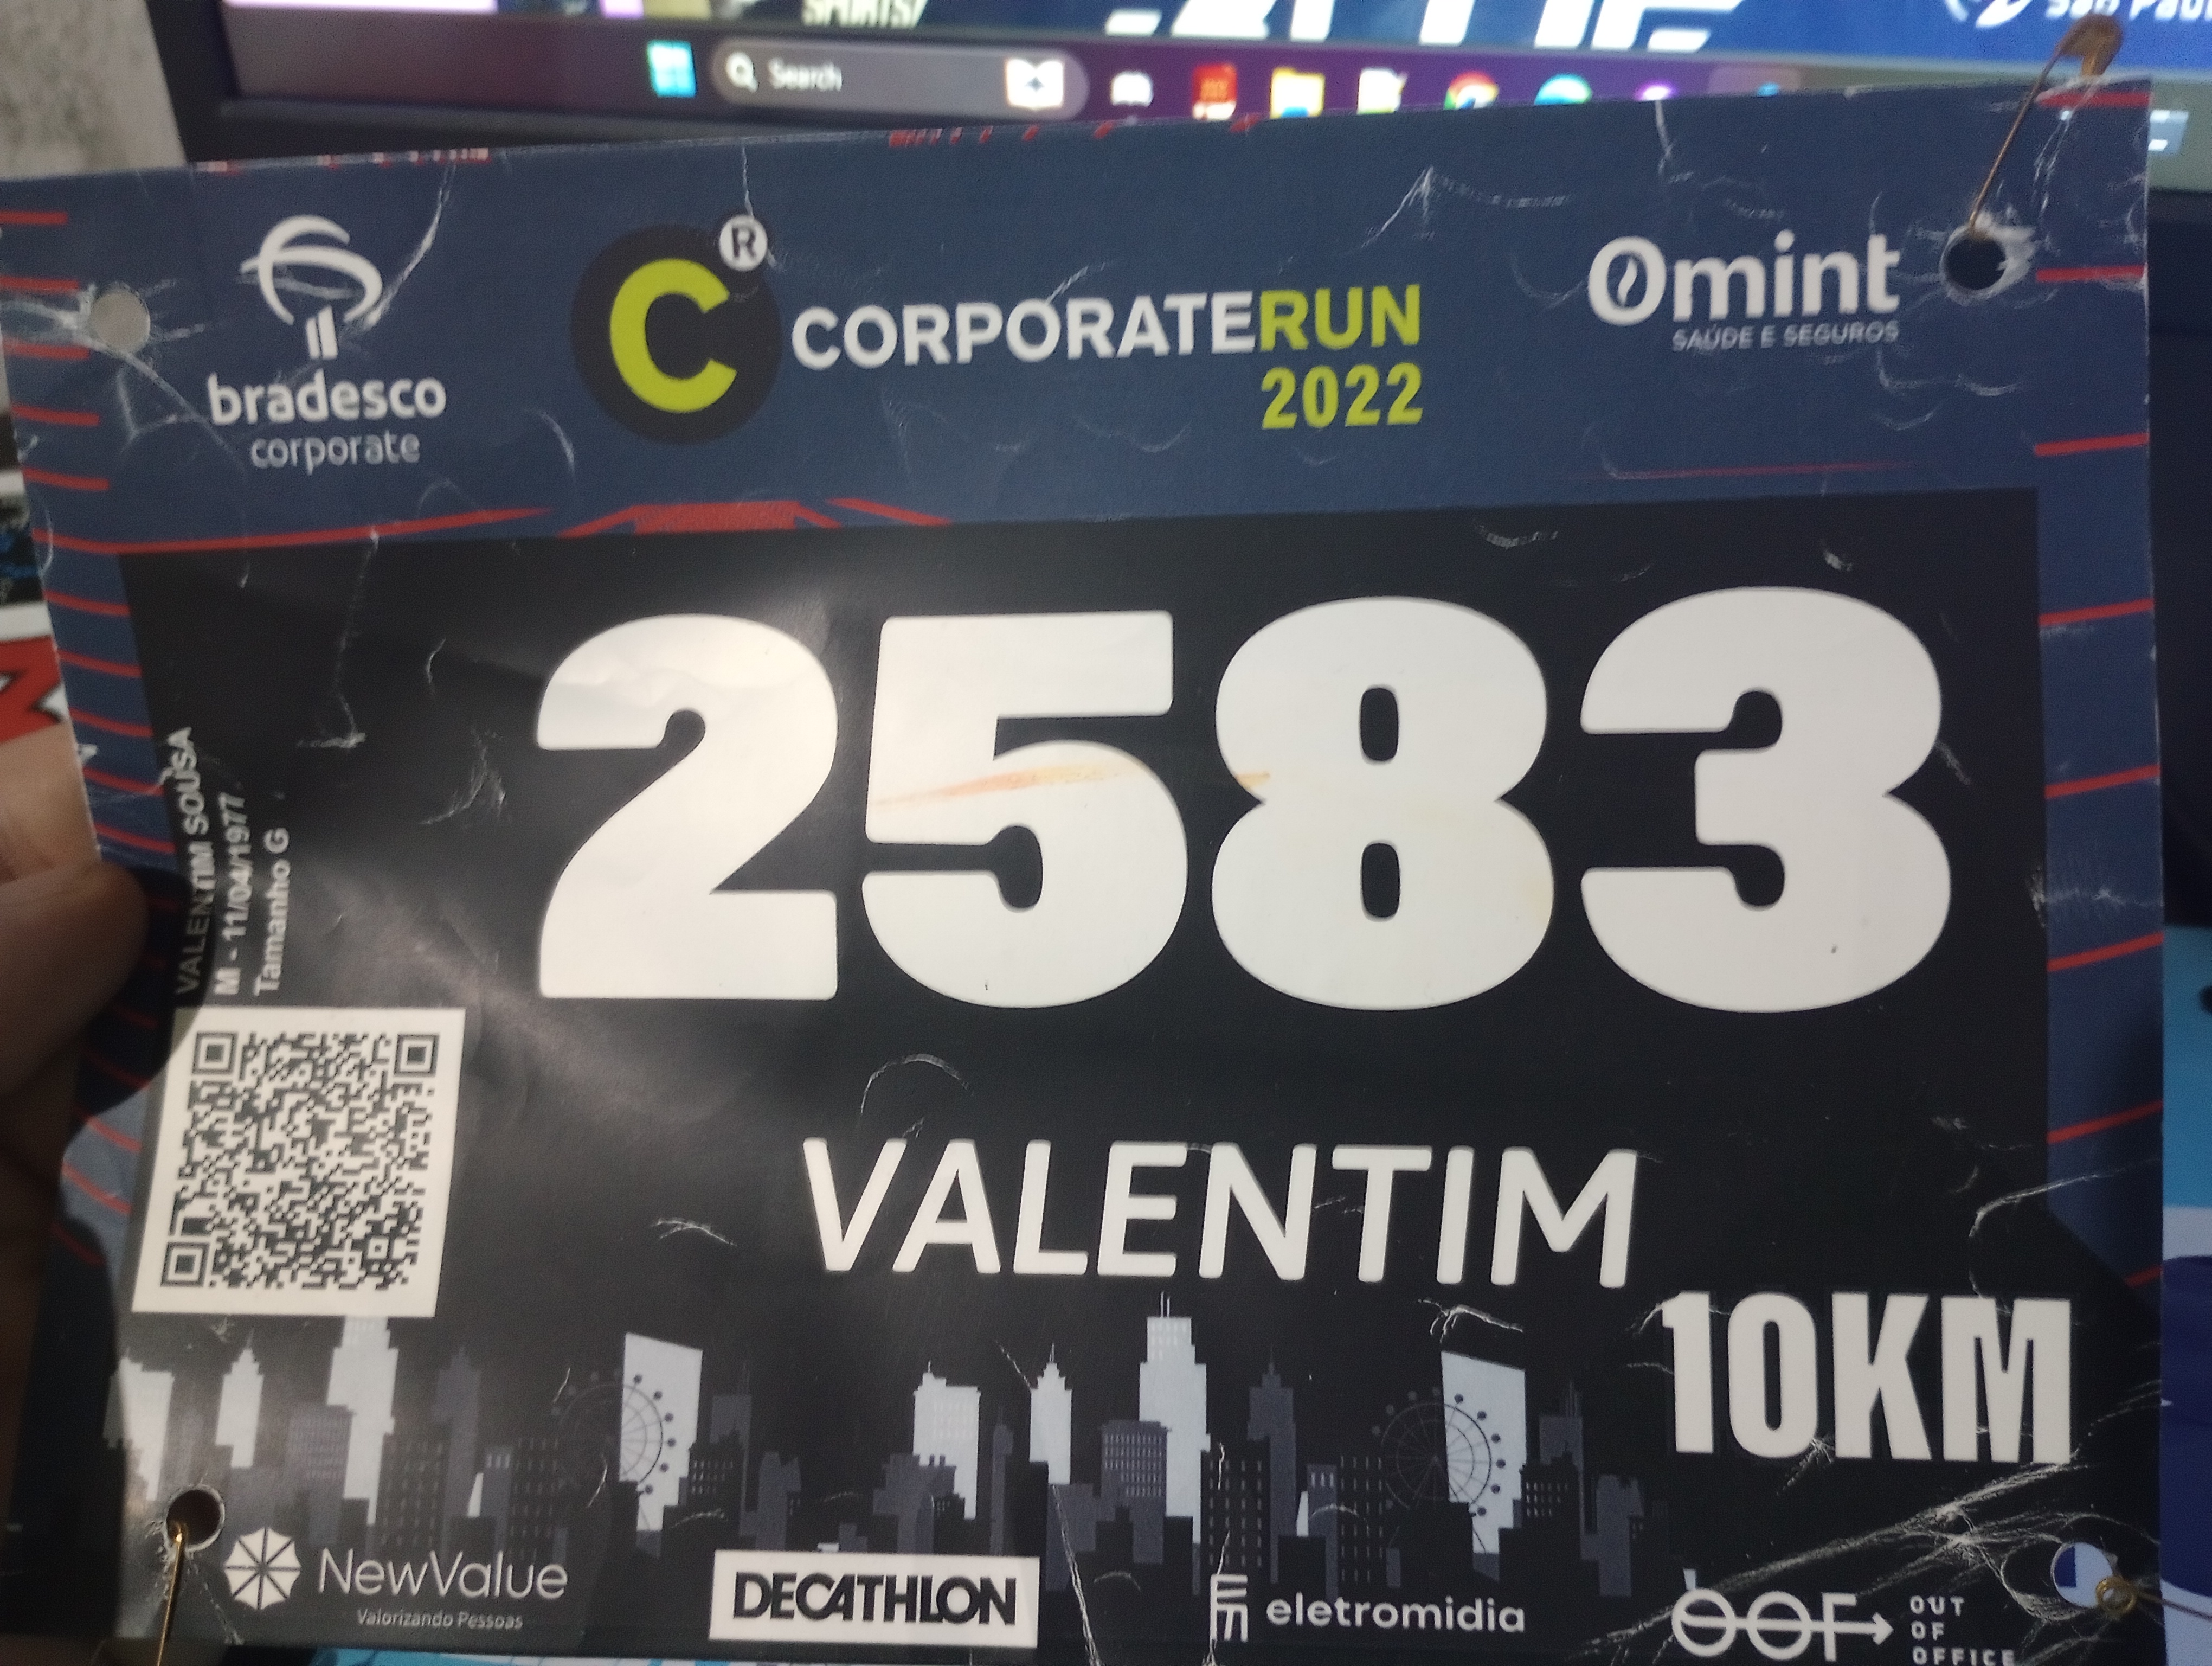 Search
bradesco
corporate
C®
CORPORATERUN
2022
Omint
SAÚDE E SEGUROS
2583
VALENTIM SOUSA
M - 11/04/1977
Tamanho G
VALENTIM
10KM
NewValue
Valorizando Pessoas
DECATHLON
eletromidia
OOF
OUT
OF
OFFICE